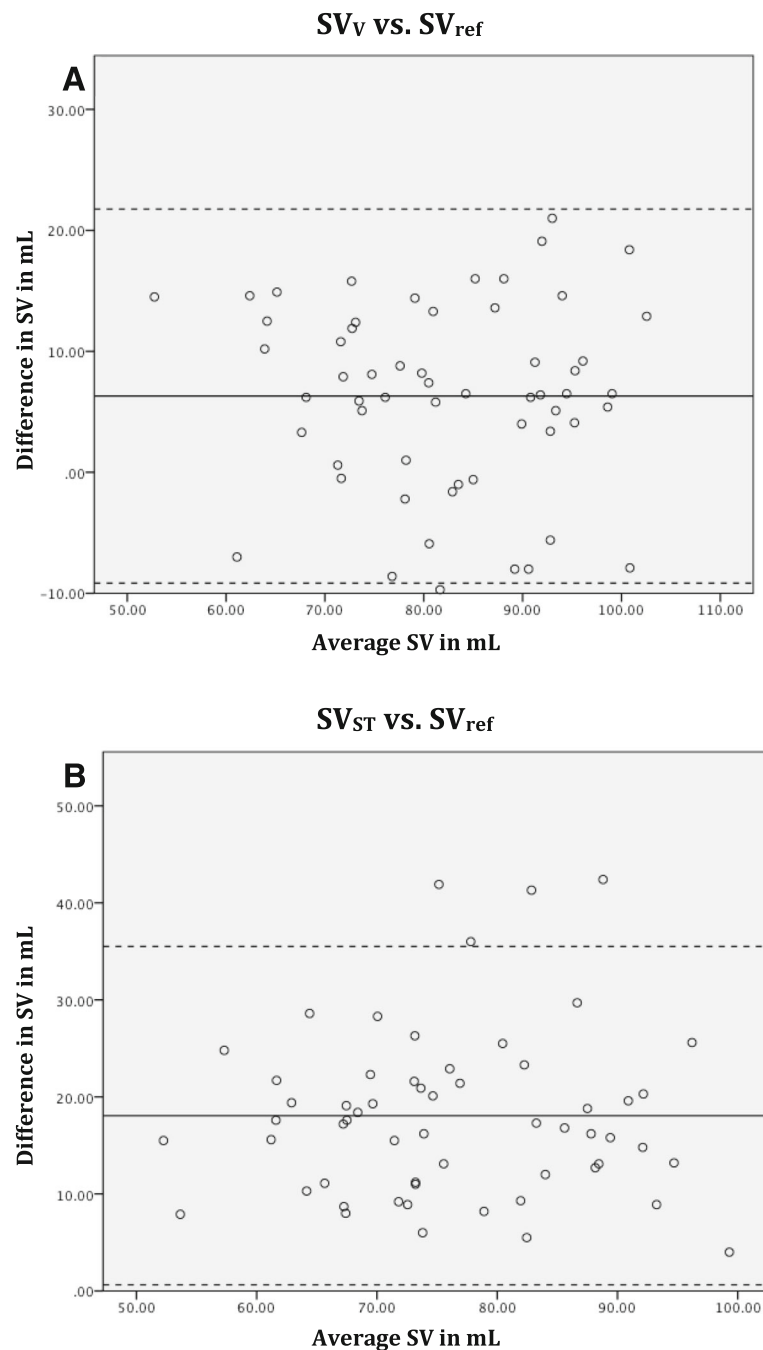 SVV vs. SVref
A
Difference in SV in mL
30.00
20.00
10.00
.00
−10.00
50.00 60.00 70.00 80.00 90.00 100.00 110.00
Average SV in mL
SVST vs. SVref
B
Difference in SV in mL
50.00
40.00
30.00
20.00
10.00
.00
50.00 60.00 70.00 80.00 90.00 100.00
Average SV in mL